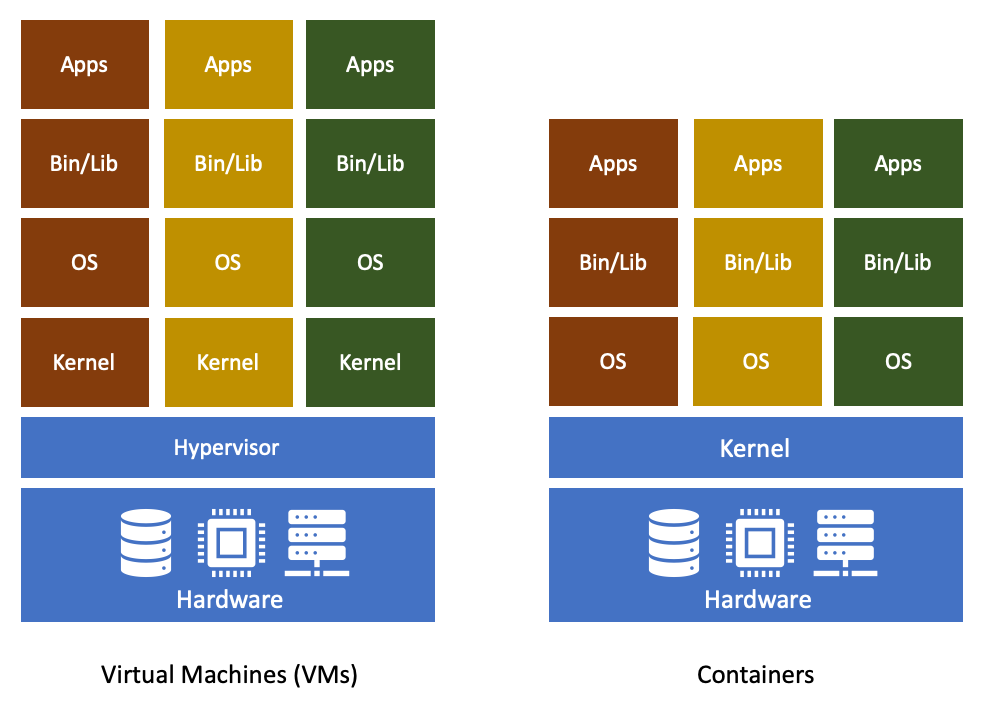 Apps
Apps
Apps
Bin/Lib
Bin/Lib
Bin/Lib
OS
OS
OS
Kernel
Kernel
Kernel
Hypervisor
Hardware
Virtual Machines (VMs)
Apps
Apps
Apps
Bin/Lib
Bin/Lib
Bin/Lib
OS
OS
OS
Kernel
Hardware
Containers